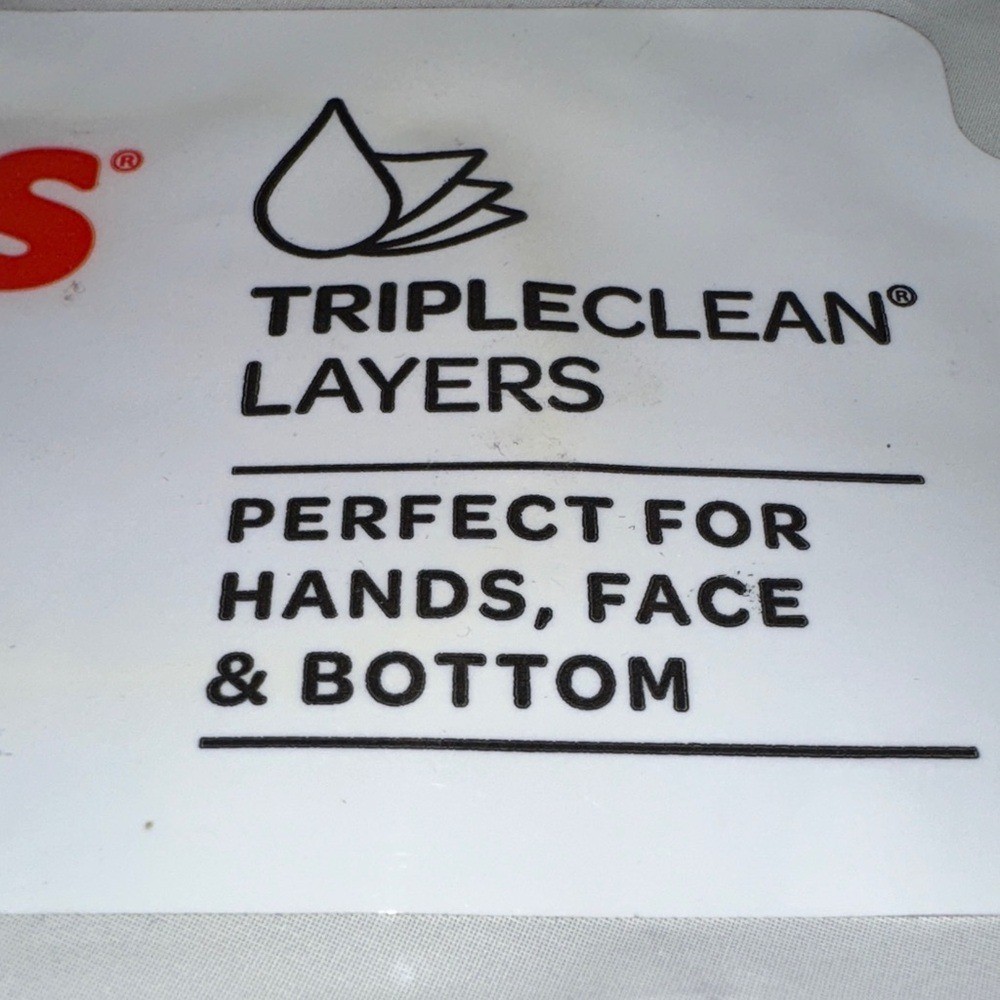 S®
TRIPLECLEAN®
LAYERS
PERFECT FOR
HANDS, FACE
& BOTTOM